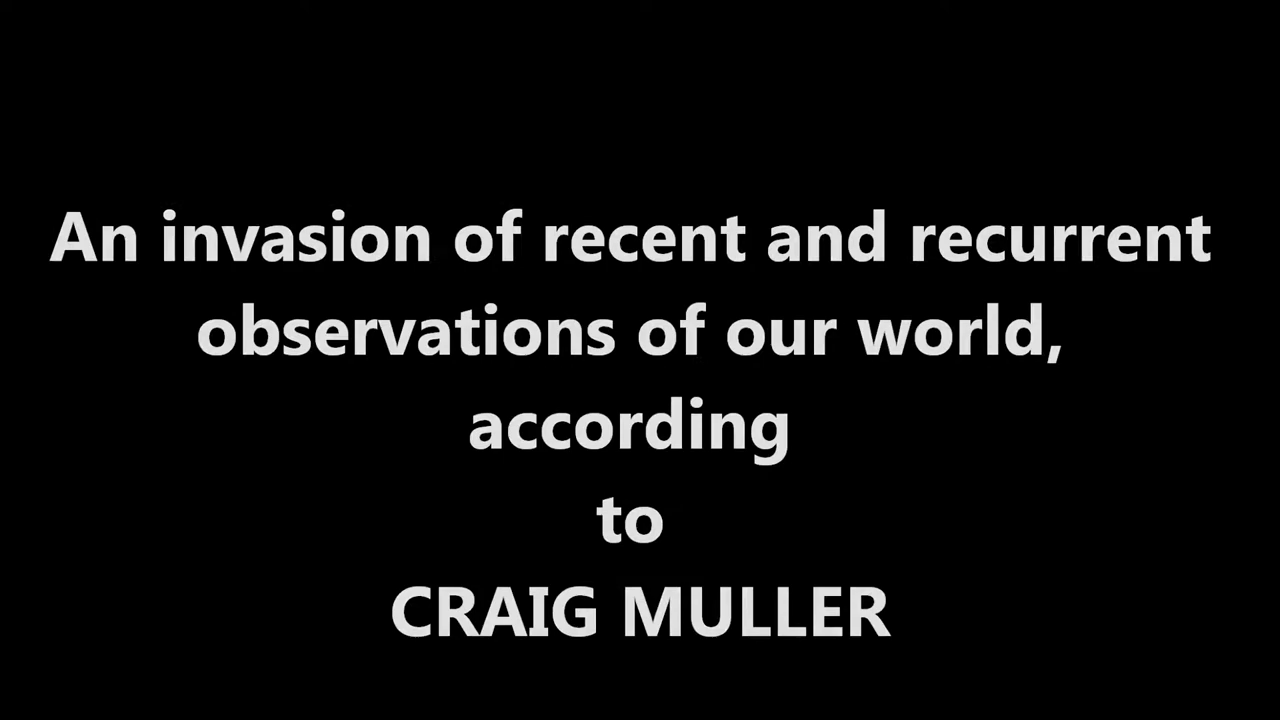 An invasion of recent and recurrent
observations of our world,
according
to
CRAIG MULLER